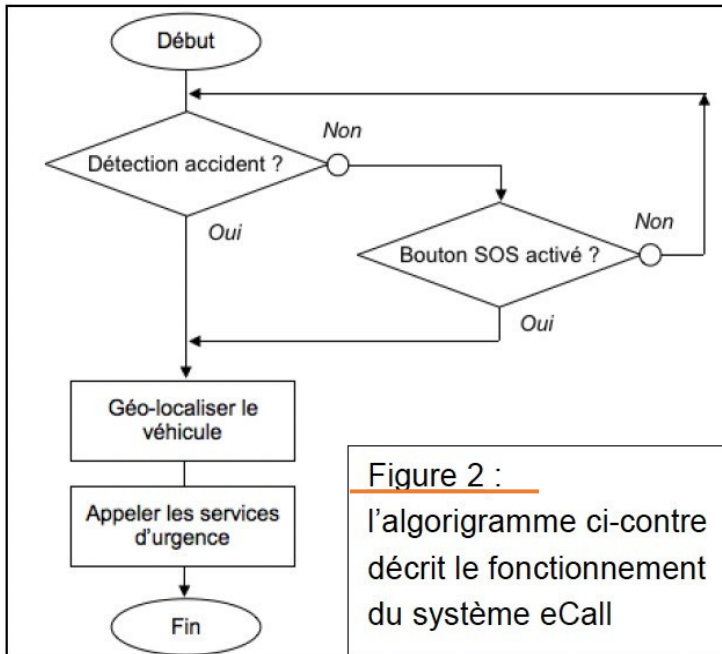 Début
Non
Détection accident ?
Oui
Non
Bouton SOS activé ?
Oui
Géo-localiser le
véhicule
Appeler les services
d'urgence
Fin
Figure 2 :
l'algorigramme ci-contre
décrit le fonctionnement
du système eCall